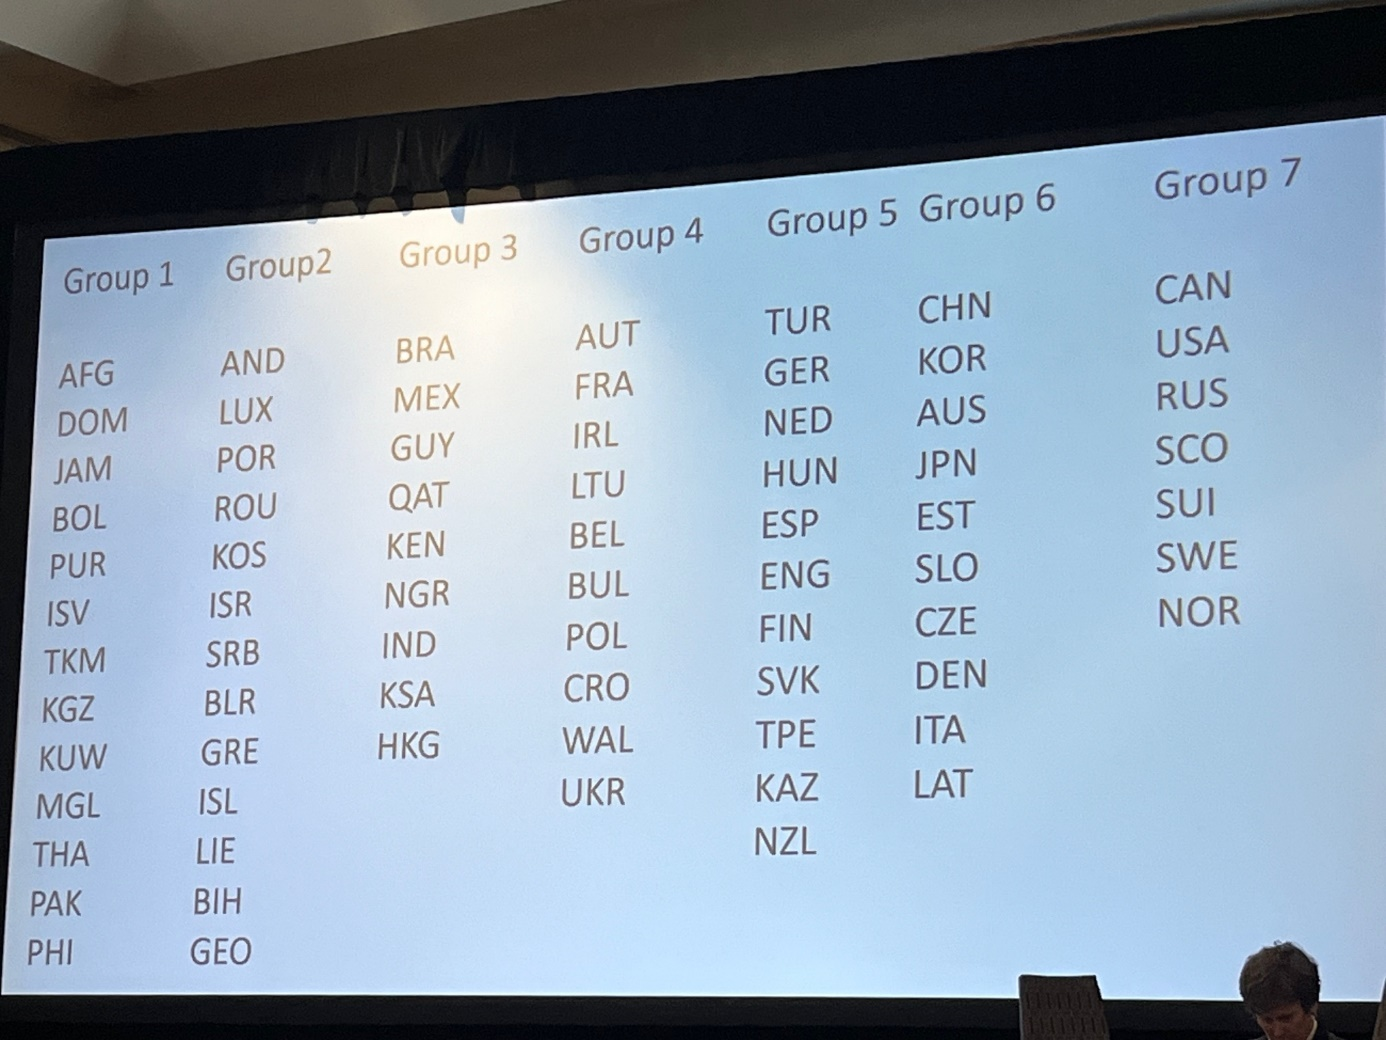 Group 1
AFG
DOM
JAM
BOL
PUR
ISV
TKM
KGZ
KUW
MGL
THA
PAK
PHI
Group2
AND
LUX
POR
ROU
KOS
ISR
SRB
BLR
GRE
ISL
LIE
BIH
GEO
Group 3
BRA
MEX
GUY
QAT
KEN
NGR
IND
KSA
HKG
Group 4
AUT
FRA
IRL
LTU
BEL
BUL
POL
CRO
WAL
UKR
Group 5
TUR
GER
NED
HUN
ESP
ENG
FIN
SVK
TPE
KAZ
NZL
Group 6
CHN
KOR
AUS
JPN
EST
SLO
CZE
DEN
ITA
LAT
Group 7
CAN
USA
RUS
SCO
SUI
SWE
NOR